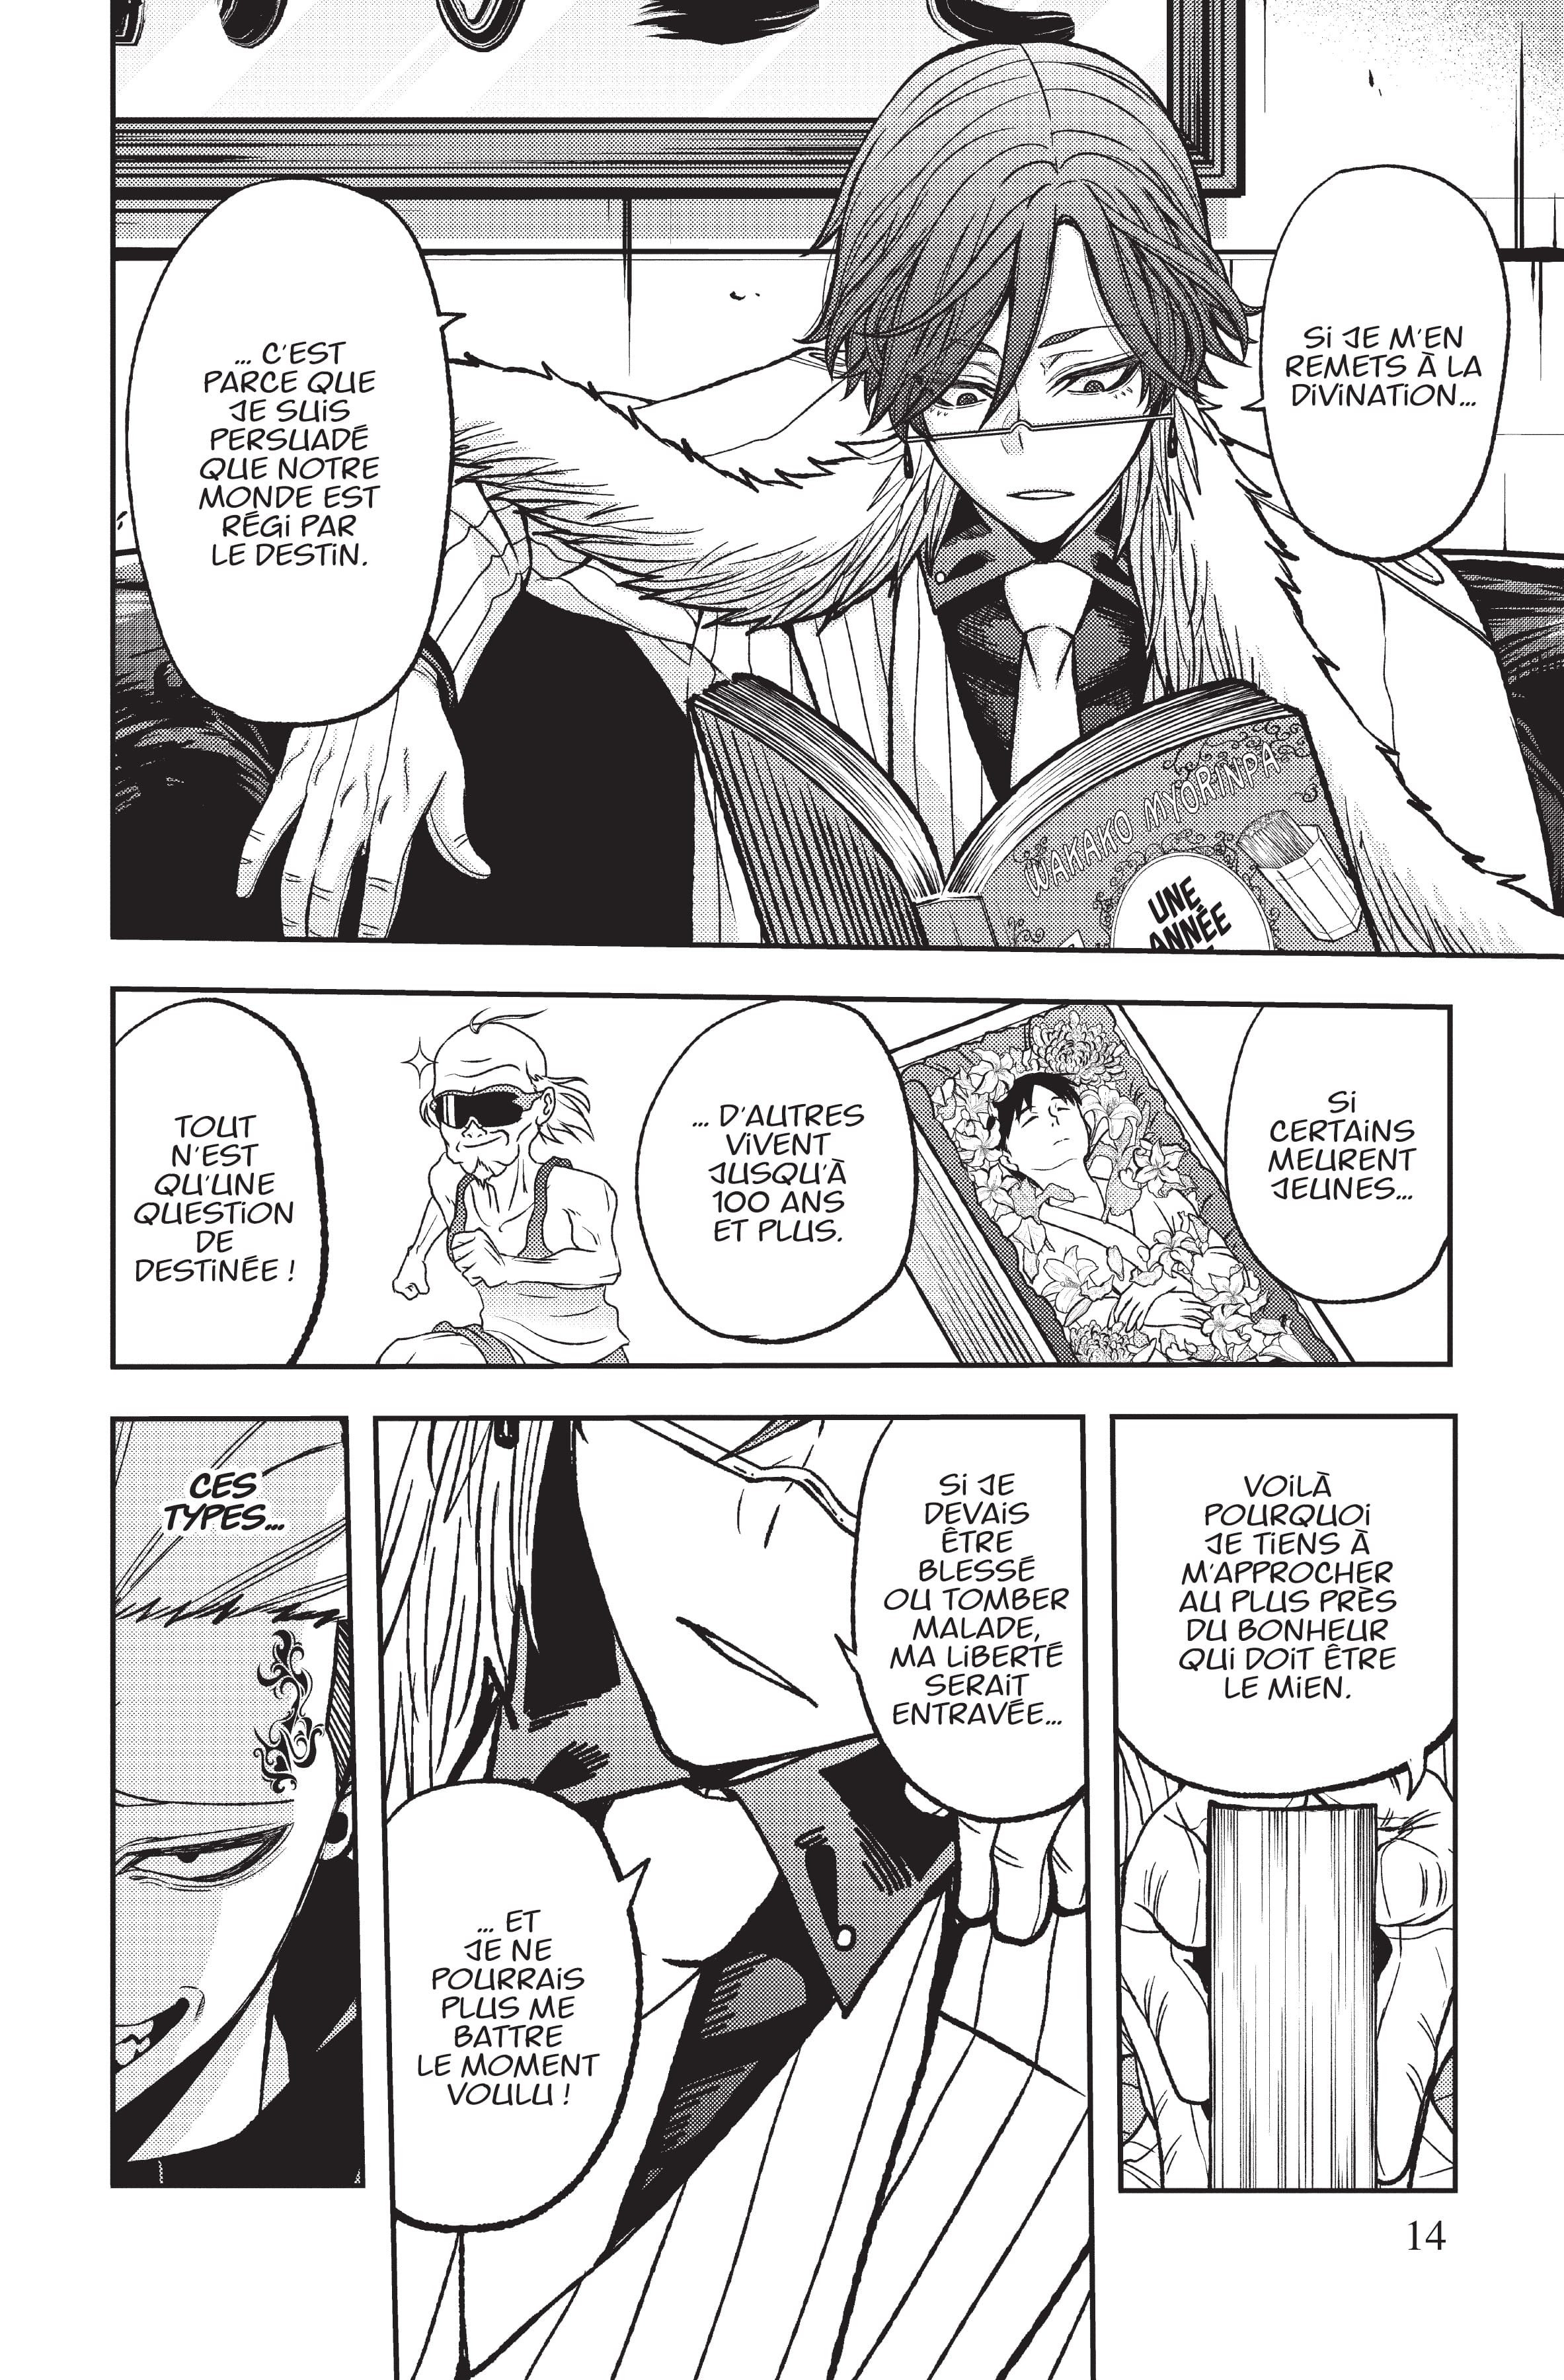 SI JE M'EN
REMETS À LA
DIVINATION...
... C'EST
PARCE QUE
JE SUIS
PERSUADÉ
QUE NOTRE
MONDE EST
RÉGI PAR
LE DESTIN.
WAKAKO MYORINPA
UNE
ANNÉE
SI
CERTAINS
MEURENT
JEUNES...
... D'AUTRES
VIVENT
JUSQU'À
100 ANS
ET PLUS.
TOUT
N'EST
QU'UNE
QUESTION
DE
DESTINÉE !
VOILÀ
POURQUOI
JE TIENS À
M'APPROCHER
AU PLUS PRÈS
DU BONHEUR
QUI DOIT ÊTRE
LE MIEN.
SI JE
DEVAIS
ÊTRE
BLESSÉ
OU TOMBER
MALADE,
MA LIBERTÉ
SERAIT
ENTRAVÉE...
... ET
JE NE
POURRAIS
PLUS ME
BATTRE
LE MOMENT
VOULU !
CES
TYPES...
14